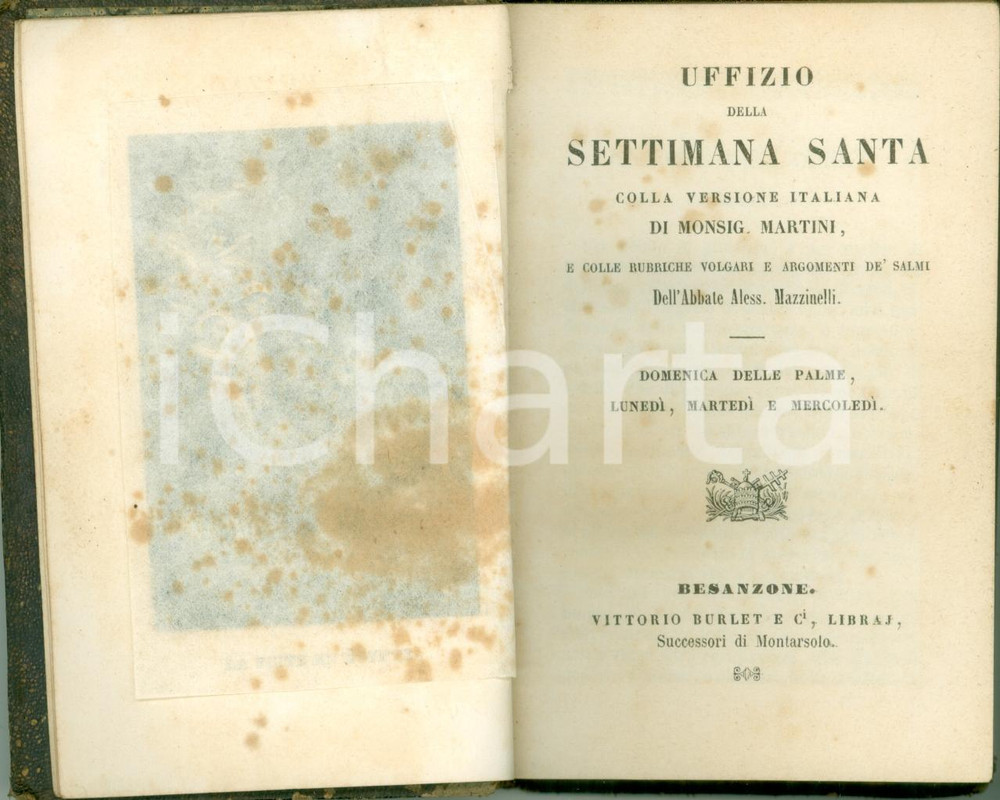 UFFIZIO
DELLA
SETTIMANA SANTA
COLLA VERSIONE ITALIANA
DI MONSIG. MARTINI,
E COLLE RUBRICHE VOLGARI E ARGOMENTI DE' SALMI
Dell'Abbate Aless. Mazzinelli.
DOMENICA DELLE PALME,
LUNEDÌ, MARTEDÌ E MERCOLEDÌ.
BESANZONE.
VITTORIO BURLET E Cⁱ, LIBRAJ,
Successori di Montarsolo.
iCharta